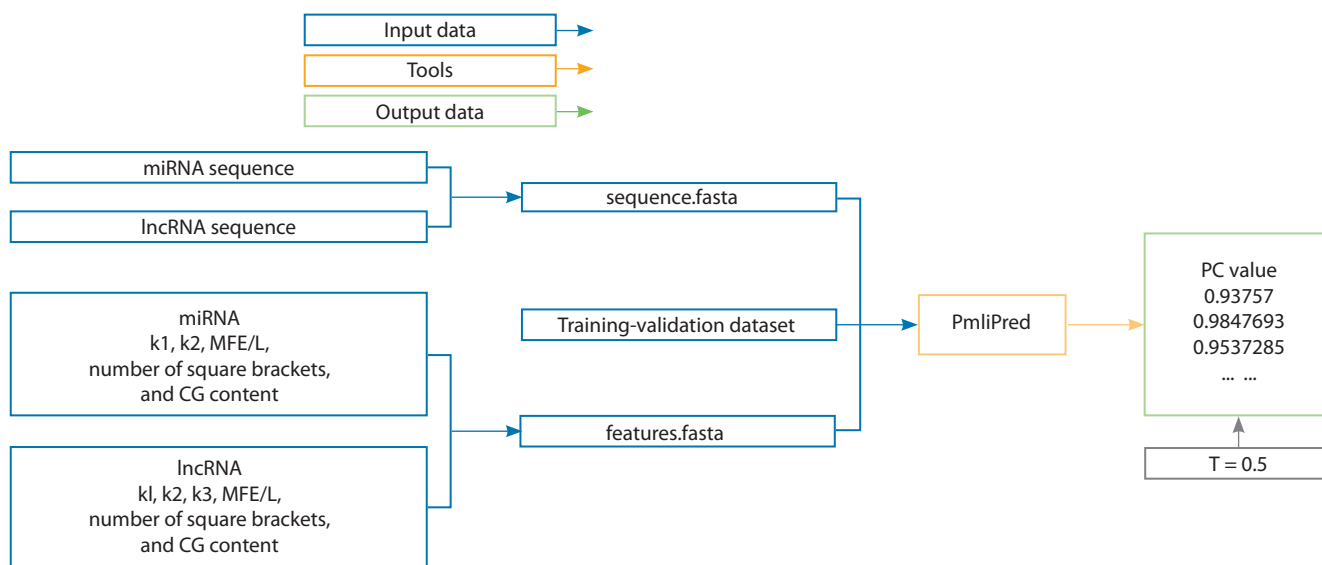 Input data
Tools
Output data
miRNA sequence
lncRNA sequence
sequence.fasta
miRNA
k1, k2, MFE/L,
number of square brackets,
and CG content
Training-validation dataset
features.fasta
lncRNA
kl, k2, k3, MFE/L,
number of square brackets,
and CG content
PmliPred
PC value
0.93757
0.9847693
0.9537285
... ...
T = 0.5